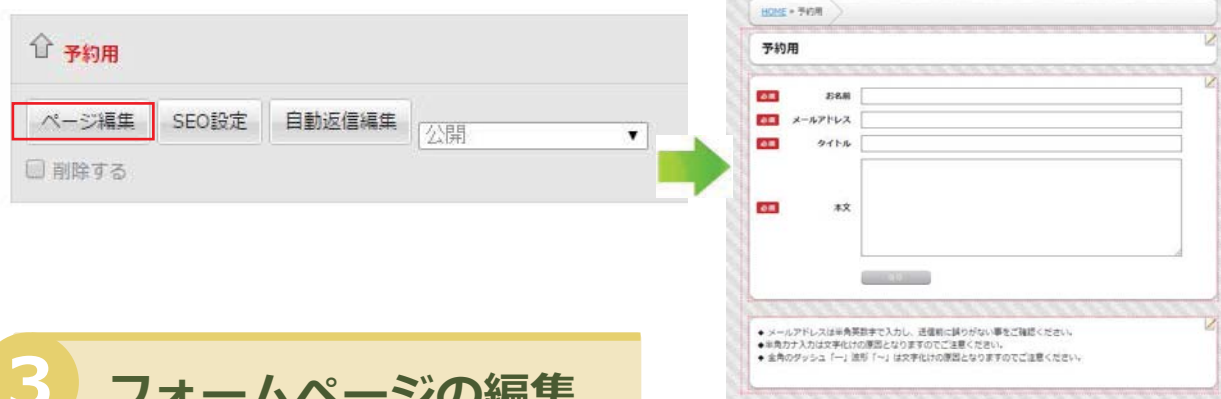 予約用
ページ編集
SEO設定
自動返信編集
公開
削除する
HOME » 予約用
予約用
必須 お名前
必須 メールアドレス
必須 タイトル
必須 本文
◆ メールアドレスは半角英数字で入力し、送信前に誤りがない事をご確認ください。
◆半角カナ入力は文字化けの原因となりますのでご注意ください。
◆ 全角のダッシュ「―」波形「～」は文字化けの原因となりますのでご注意ください。
3 フォームページの編集